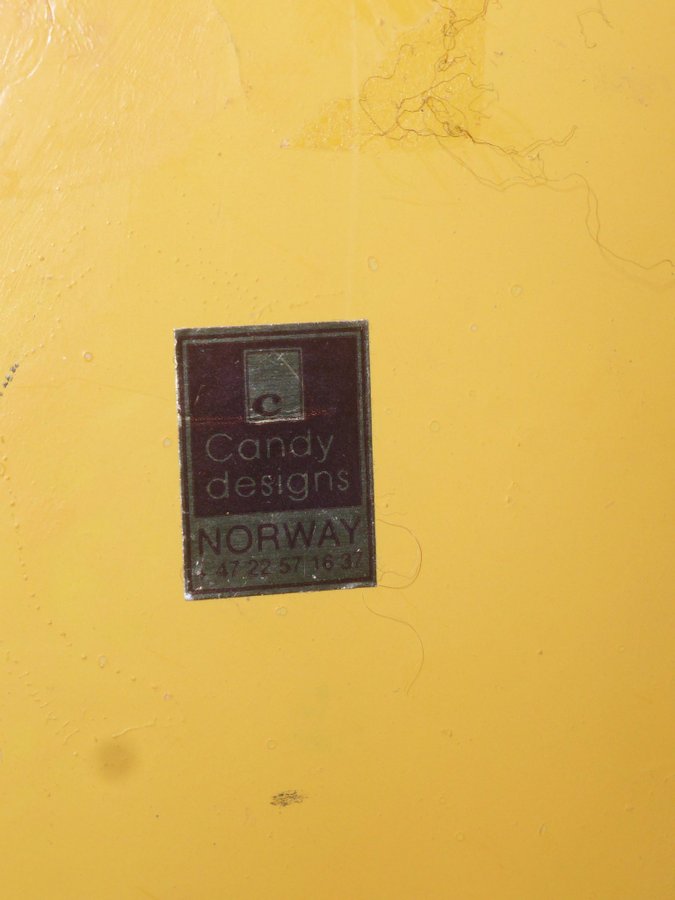 c
Candy
designs
NORWAY
+ 47 22 57 16 37